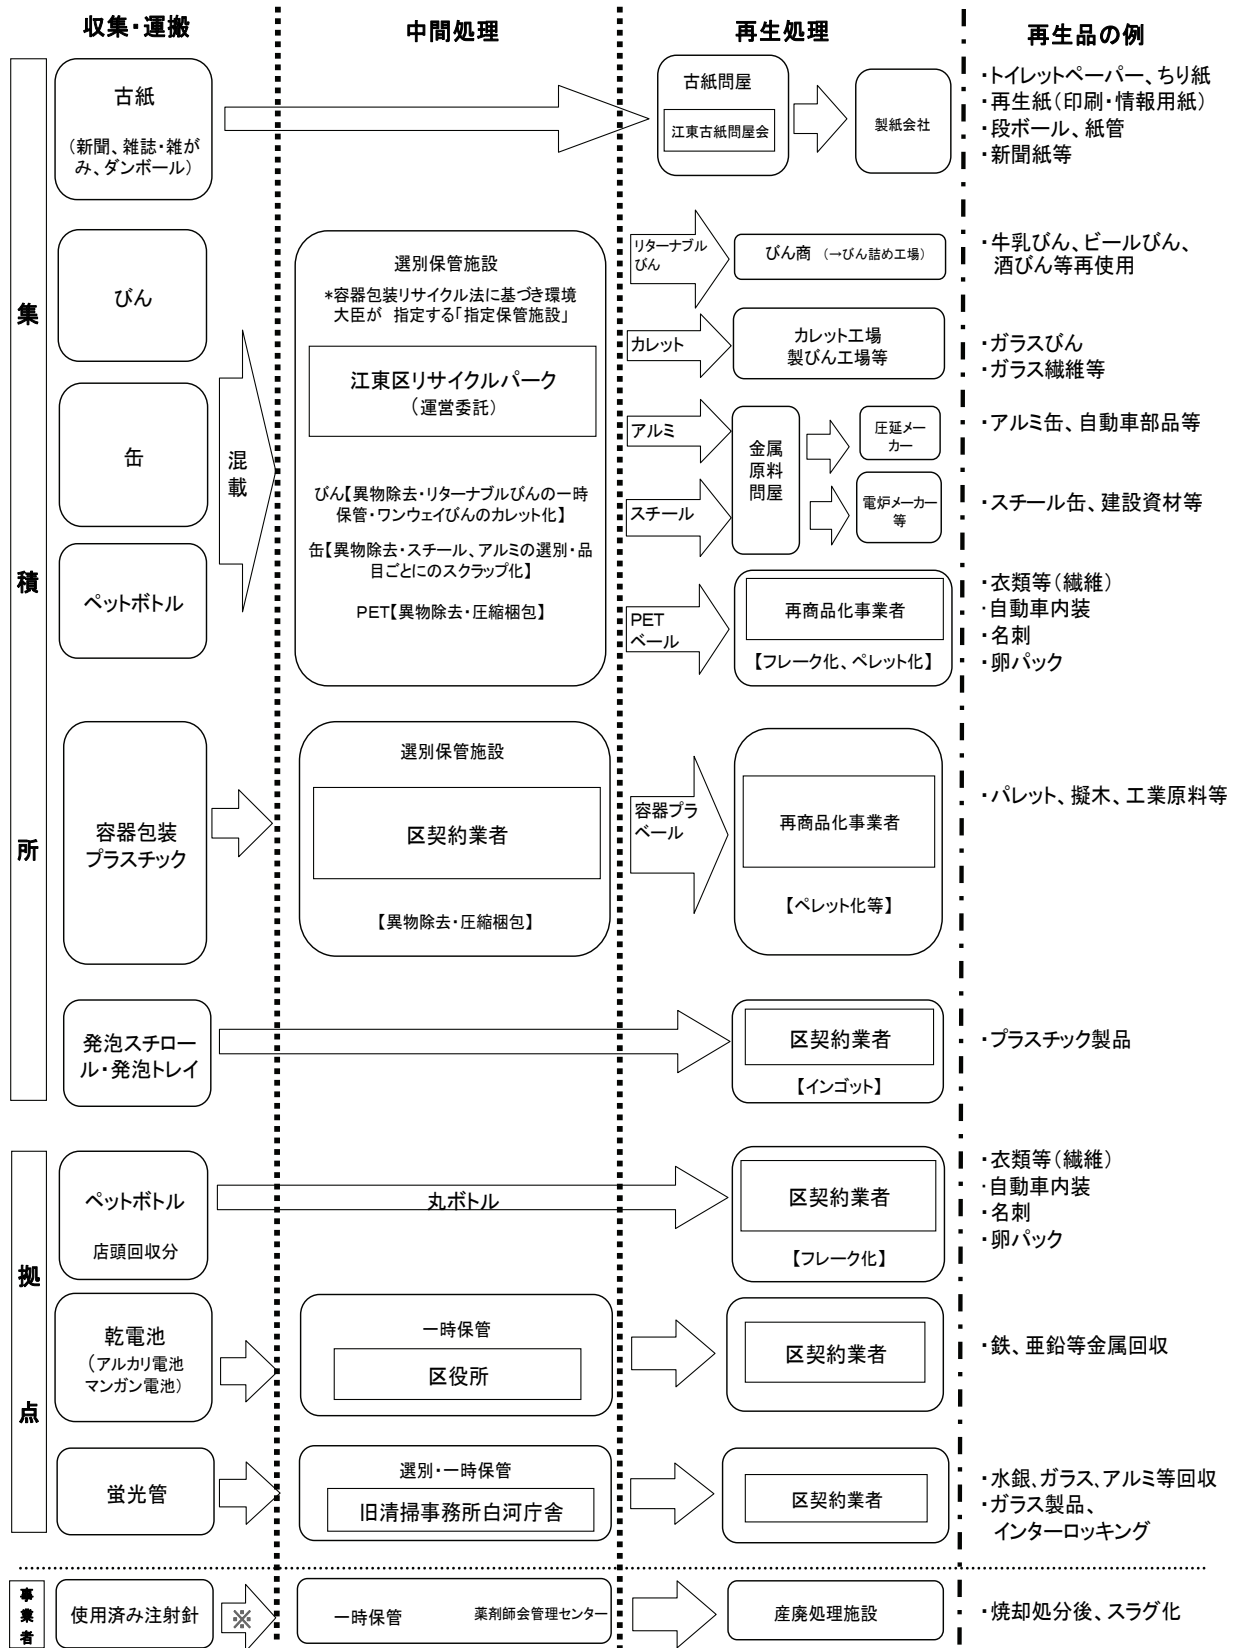 収集・運搬
中間処理
再生処理
再生品の例
集
積
所
古紙
(新聞、雑誌・雑が
み、ダンボール)
古紙問屋
江東古紙問屋会
製紙会社
・トイレットペーパー、ちり紙
・再生紙(印刷・情報用紙)
・段ボール、紙管
・新聞紙等
びん
缶
ペットボトル
混
載
選別保管施設
*容器包装リサイクル法に基づき環境
大臣が 指定する「指定保管施設」
江東区リサイクルパーク
(運営委託)
びん【異物除去・リターナブルびんの一時
保管・ワンウェイびんのカレット化】
缶【異物除去・スチール、アルミの選別・品
目ごとにのスクラップ化】
PET【異物除去・圧縮梱包】
リターナブル
びん
びん商 (→びん詰め工場)
・牛乳びん、ビールびん、
酒びん等再使用
カレット
カレット工場
製びん工場等
・ガラスびん
・ガラス繊維等
アルミ
スチール
金属
原料
問屋
圧延メー
カー
・アルミ缶、自動車部品等
電炉メーカー
等
・スチール缶、建設資材等
PET
ベール
再商品化事業者
【フレーク化、ペレット化】
・衣類等(繊維)
・自動車内装
・名刺
・卵パック
容器包装
プラスチック
選別保管施設
区契約業者
【異物除去・圧縮梱包】
容器プラ
ベール
再商品化事業者
【ペレット化等】
・パレット、擬木、工業原料等
発泡スチロー
ル・発泡トレイ
区契約業者
【インゴット】
・プラスチック製品
拠
点
ペットボトル
店頭回収分
丸ボトル
区契約業者
【フレーク化】
・衣類等(繊維)
・自動車内装
・名刺
・卵パック
乾電池
(アルカリ電池
マンガン電池)
一時保管
区役所
区契約業者
・鉄、亜鉛等金属回収
蛍光管
選別・一時保管
旧清掃事務所白河庁舎
区契約業者
・水銀、ガラス、アルミ等回収
・ガラス製品、
インターロッキング
事
業
者
使用済み注射針
※
一時保管 薬剤師会管理センター
産廃処理施設
・焼却処分後、スラグ化